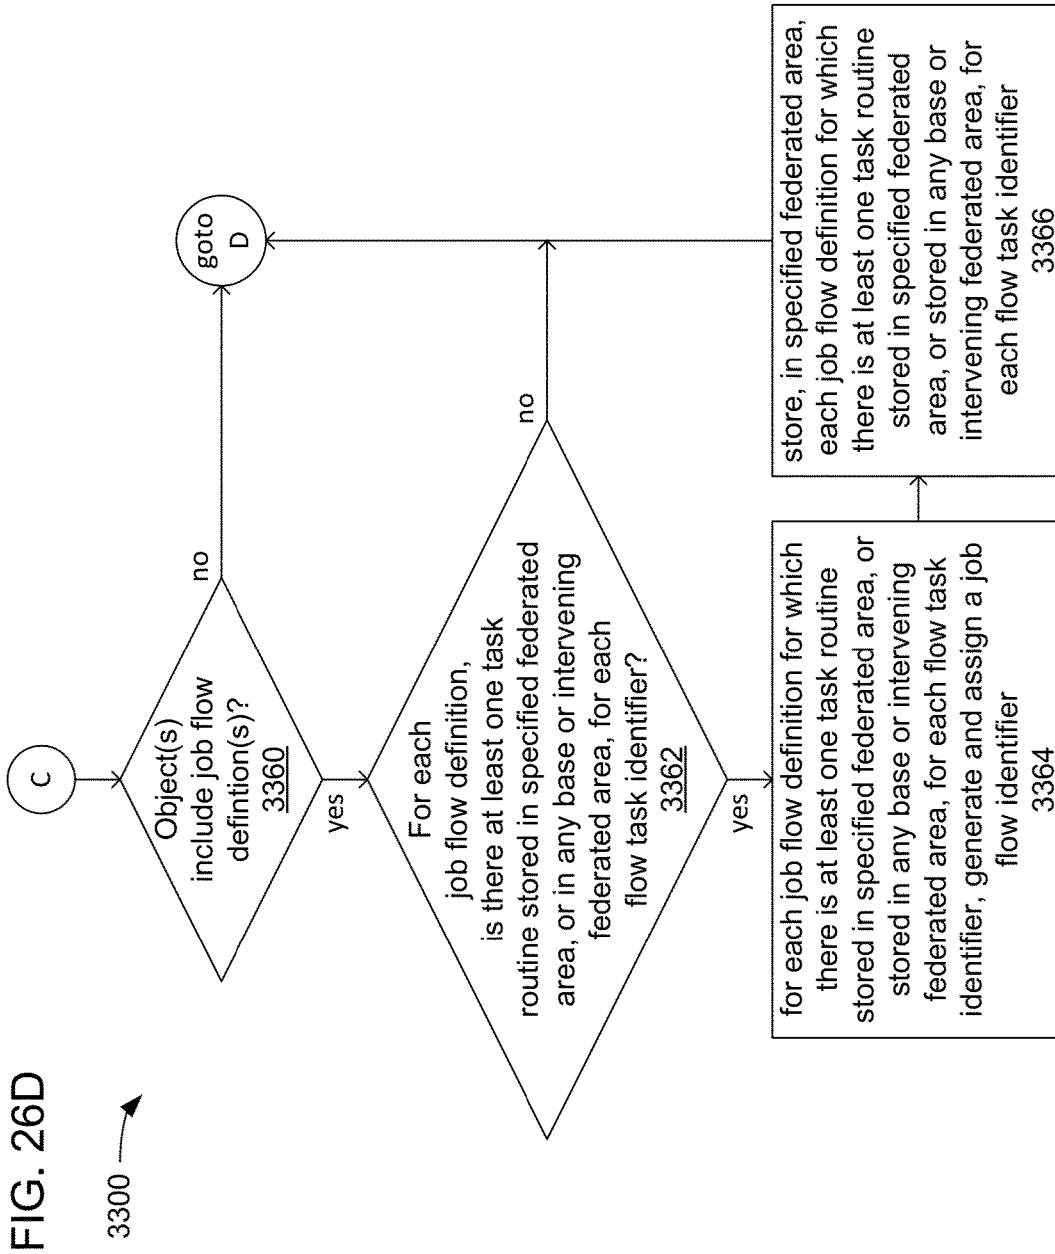 FIG. 26D
3300
C
Object(s)
include job flow
defintion(s)?
3360
no
goto
D
yes
For each
job flow definition,
is there at least one task
routine stored in specified federated
area, or in any base or intervening
federated area, for each
flow task identifier?
3362
no
yes
for each job flow definition for which
there is at least one task routine
stored in specified federated area, or
stored in any base or intervening
federated area, for each flow task
identifier, generate and assign a job
flow identifier
3364
store, in specified federated area,
each job flow definition for which
there is at least one task routine
stored in specified federated
area, or stored in any base or
intervening federated area, for
each flow task identifier
3366